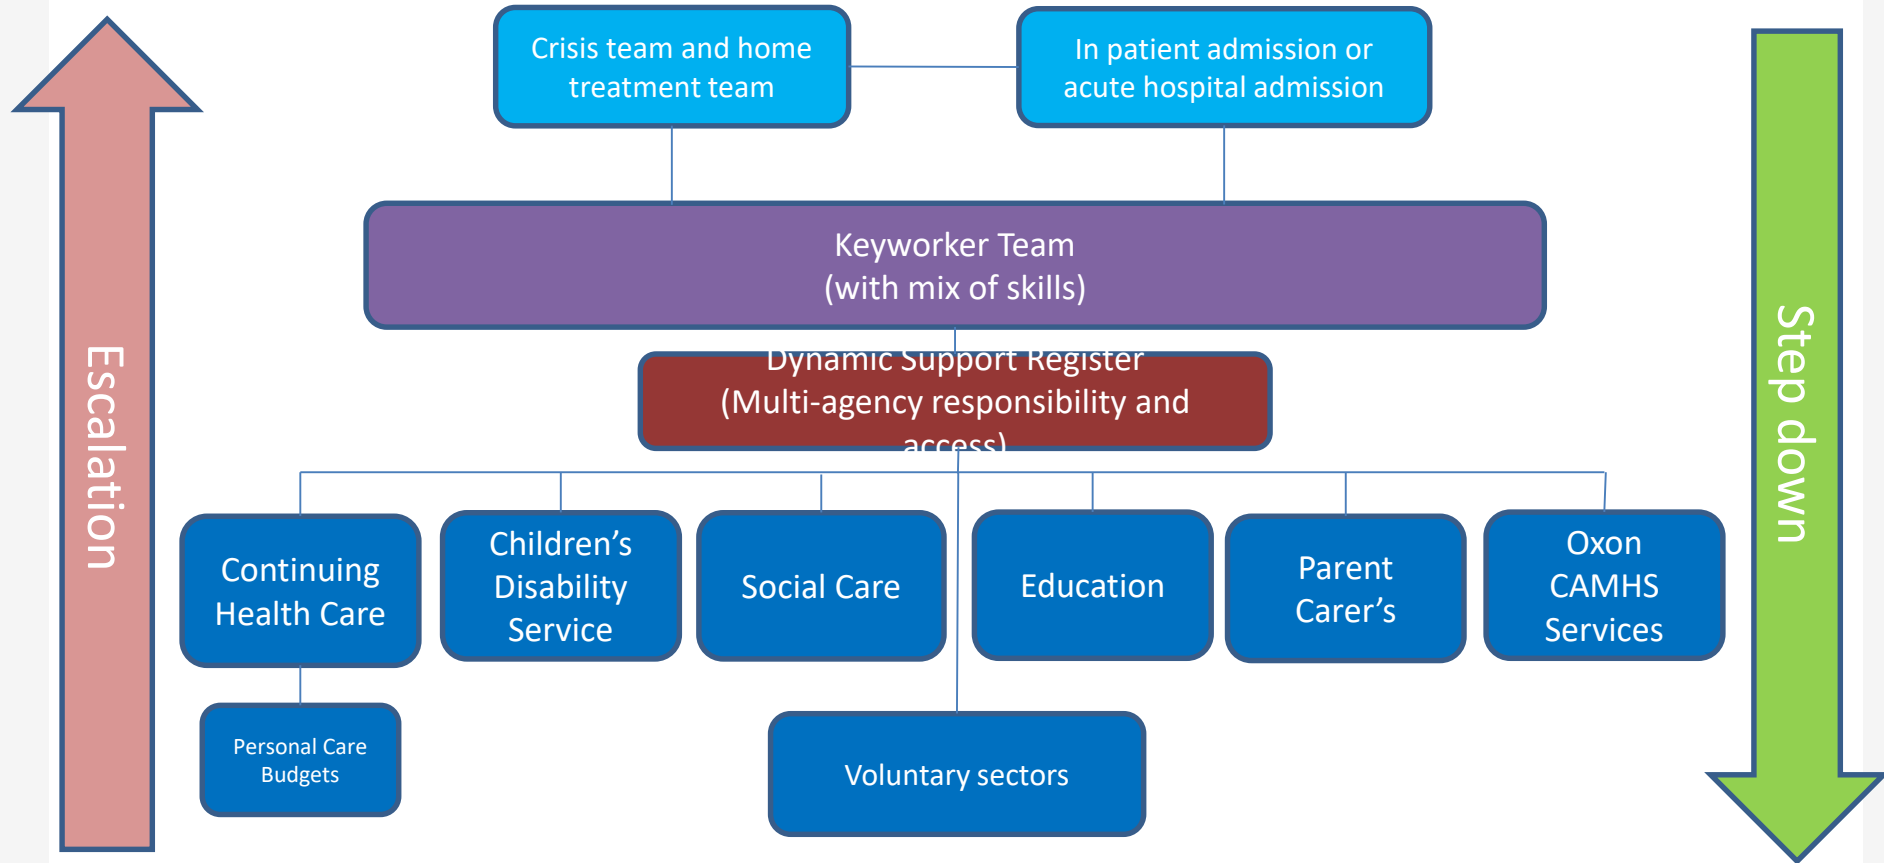 Crisis team and home
treatment team
In patient admission or
acute hospital admission
Keyworker Team
(with mix of skills)
Dynamic Support Register
(Multi-agency responsibility and
access)
Escalation
Step down
Continuing
Health Care
Children’s
Disability
Service
Social Care
Education
Parent
Carer’s
Oxon
CAMHS
Services
Personal Care
Budgets
Voluntary sectors